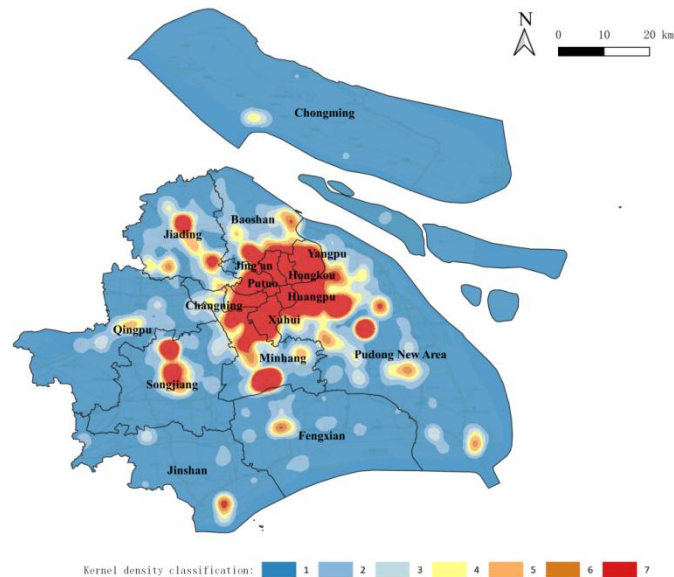 N
0 10 20 km
Chongming
Baoshan
Jiading
Yangpu
Jing'an
Hongkou
Putuo
Huangpu
Changning
Xuhui
Qingpu
Minhang
Pudong New Area
Songjiang
Fengxian
Jinshan
Kernel density classification: 1 2 3 4 5 6 7